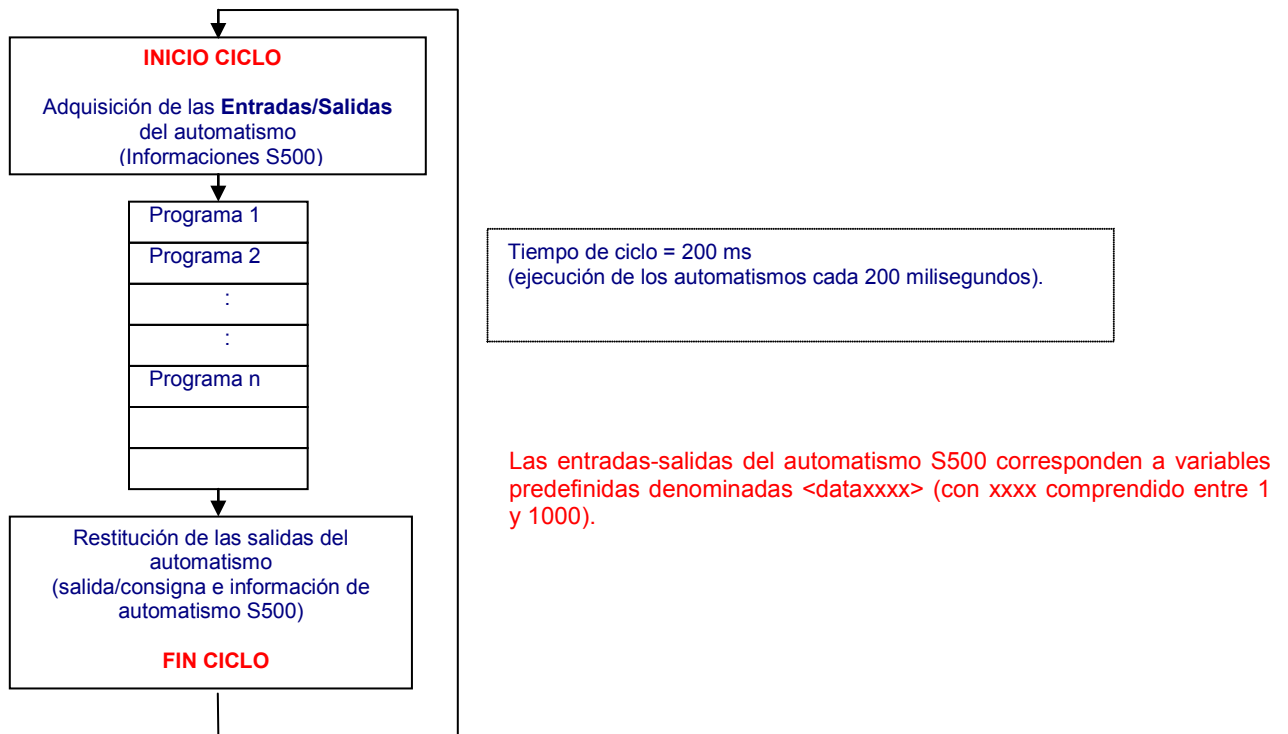 INICIO CICLO
Adquisición de las Entradas/Salidas
del automatismo
(Informaciones S500)
Programa 1
Programa 2
:
:
Programa n
Restitución de las salidas del
automatismo
(salida/consigna e información de
automatismo S500)
FIN CICLO
Tiempo de ciclo = 200 ms
(ejecución de los automatismos cada 200 milisegundos).
Las entradas-salidas del automatismo S500 corresponden a variables
predefinidas denominadas <dataxxxx> (con xxxx comprendido entre 1
y 1000).